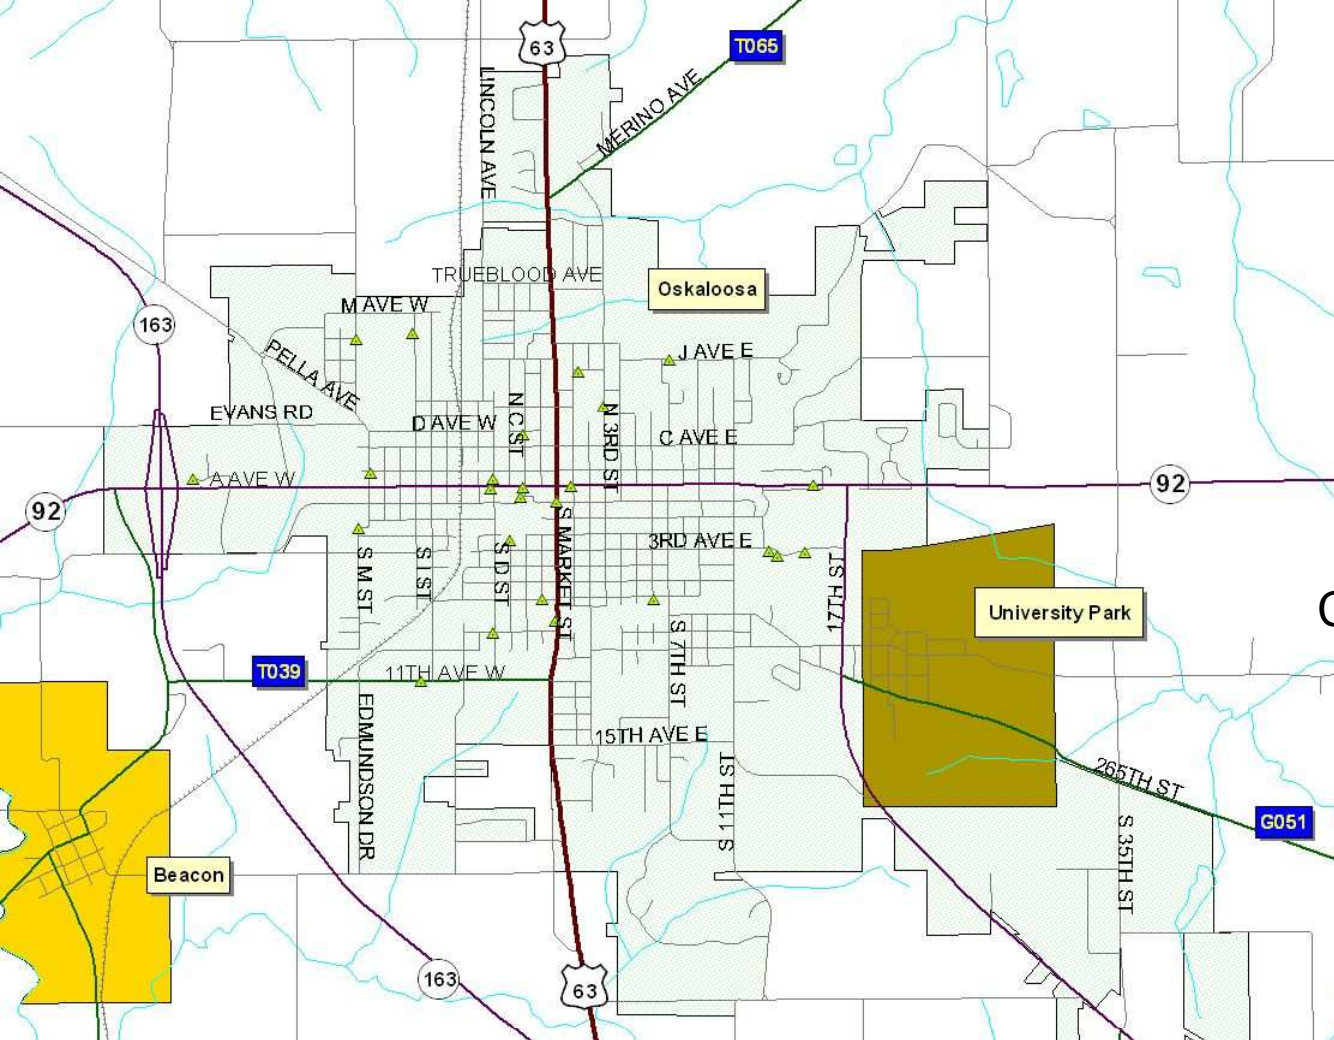 63
T065
LINCOLN AVE
MERINO AVE
TRUEBLOOD AVE
Oskaloosa
M AVE W
163
PELLA AVE
J AVE E
EVANS RD
D AVE W
N C ST
N 3RD ST
C AVE E
A AVE W
92
92
S M ST
S I ST
S D ST
S MARKET ST
3RD AVE E
17TH ST
University Park
T039
11TH AVE W
S 7TH ST
EDMUNDSON DR
15TH AVE E
S 11TH ST
265TH ST
G051
S 35TH ST
Beacon
163
63